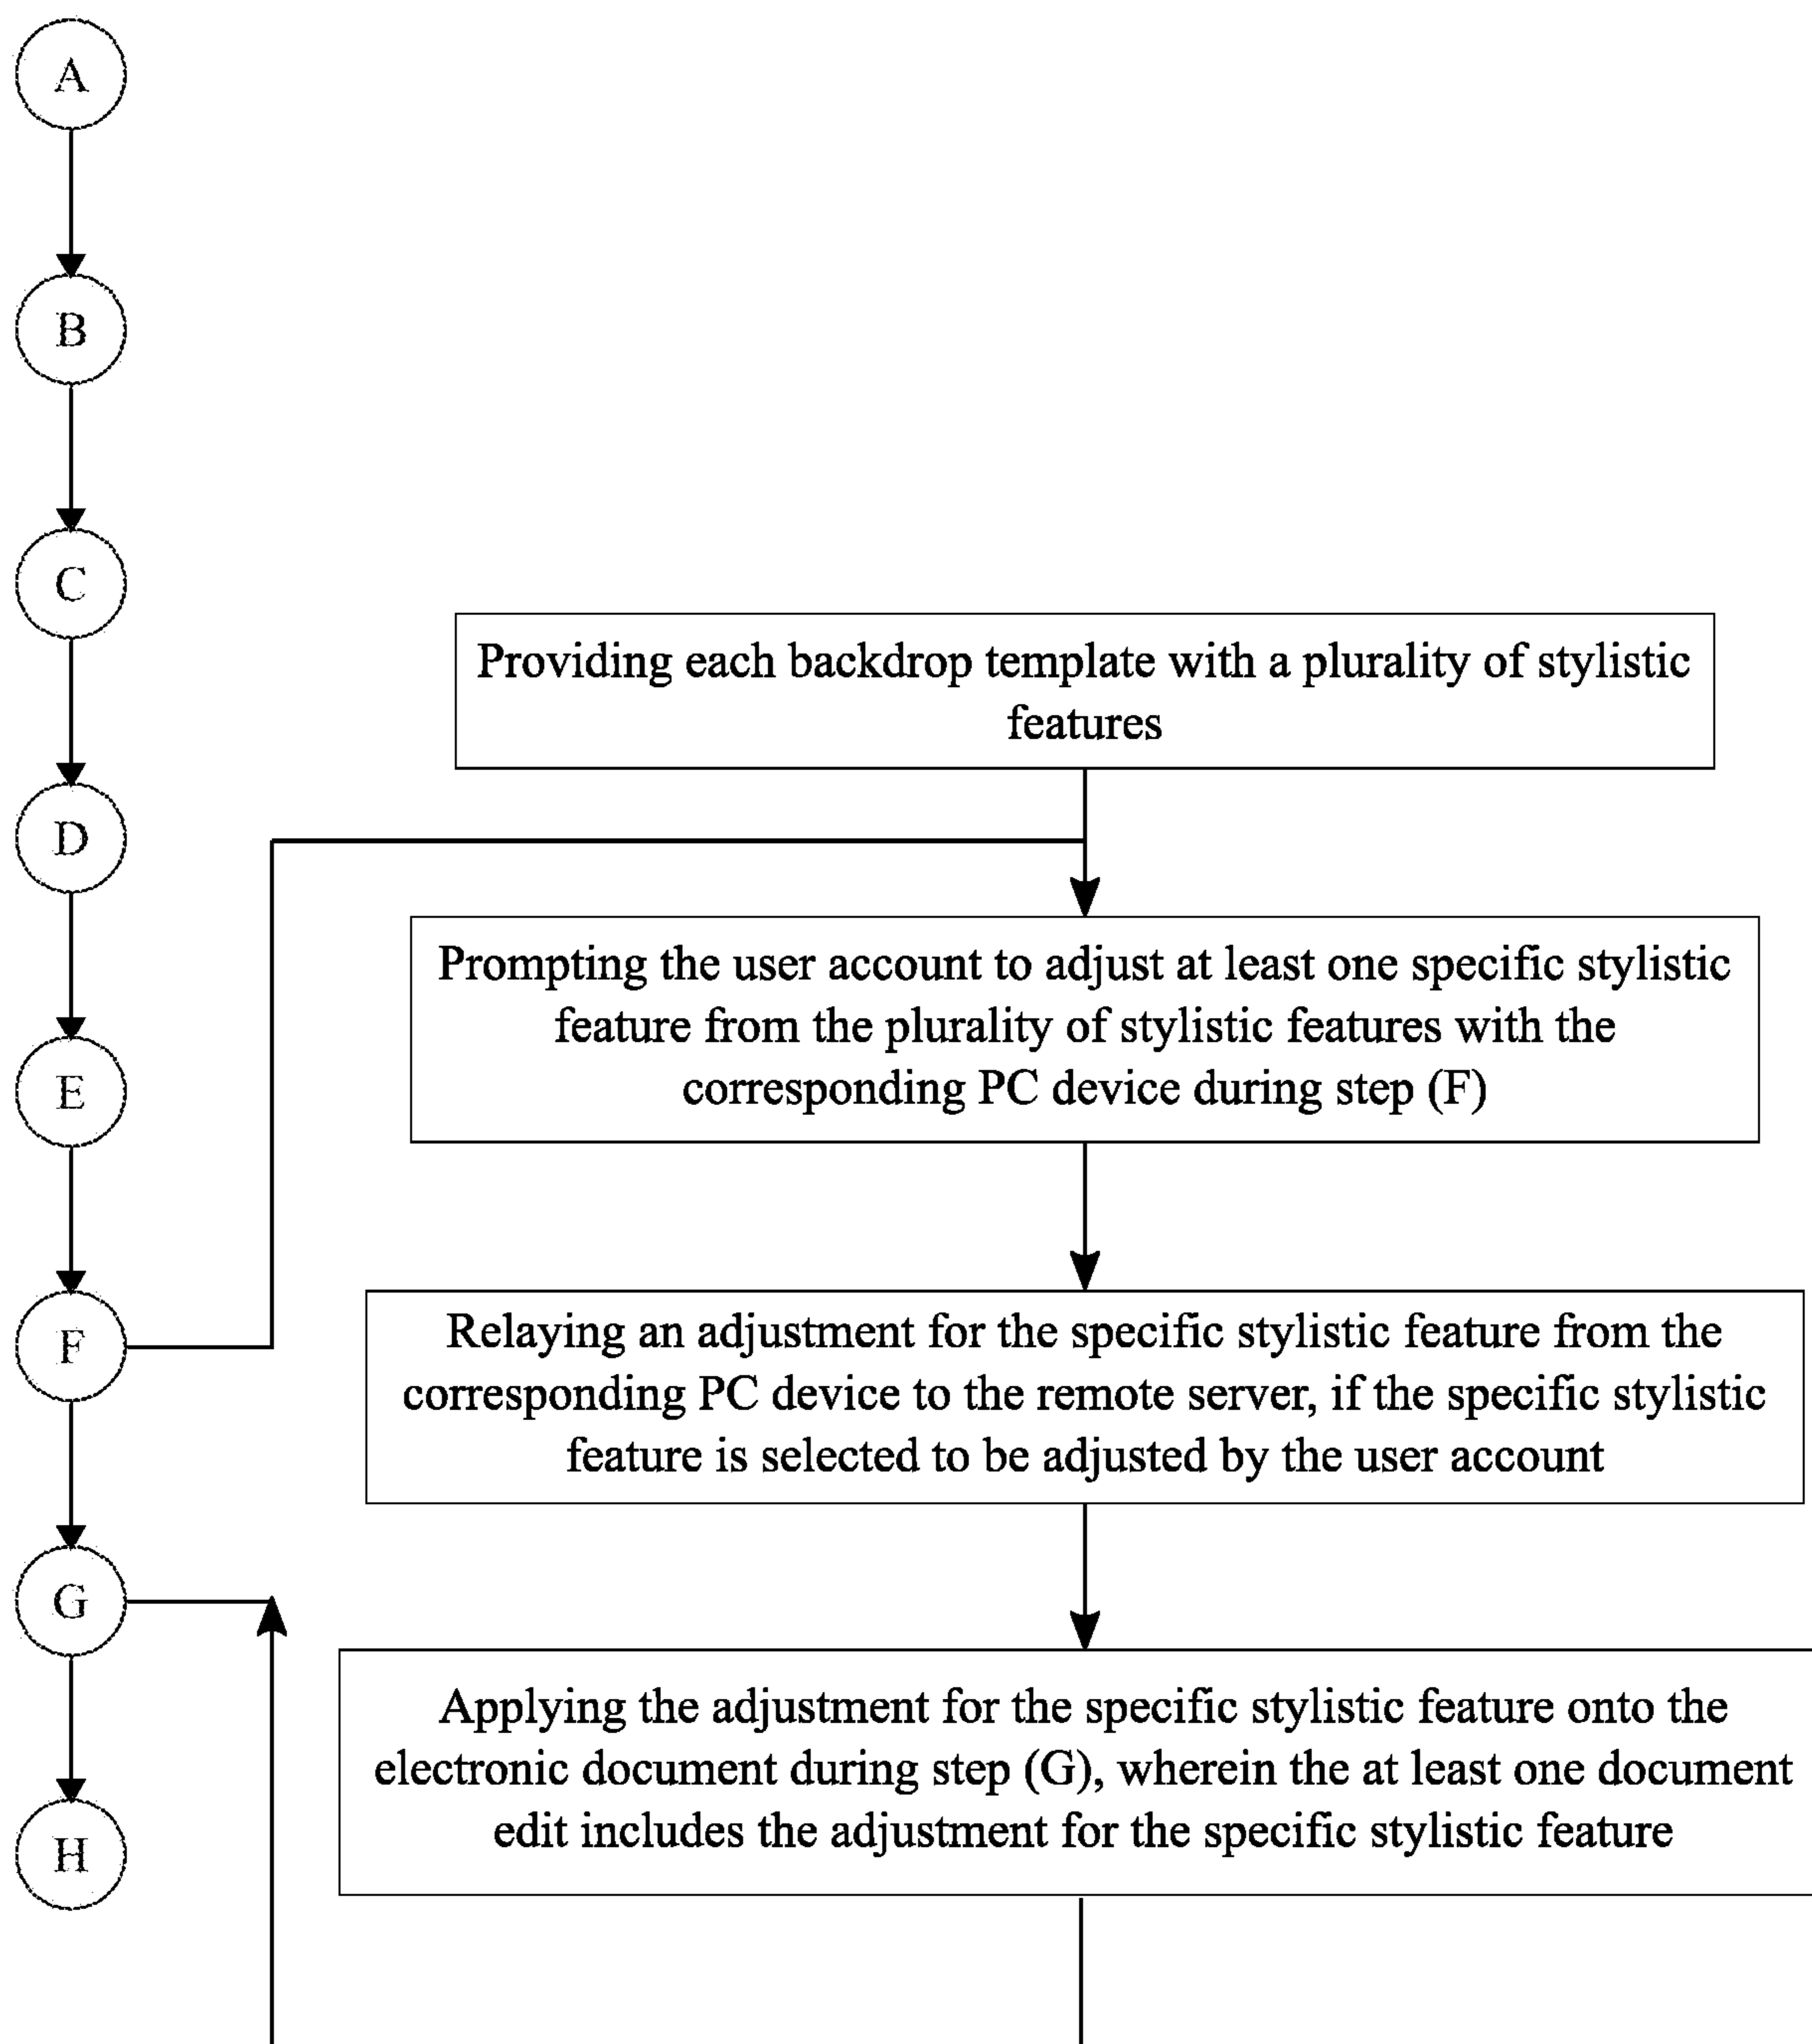 A
B
C
D
E
F
G
H
Providing each backdrop template with a plurality of stylistic
features
Prompting the user account to adjust at least one specific stylistic
feature from the plurality of stylistic features with the
corresponding PC device during step (F)
Relaying an adjustment for the specific stylistic feature from the
corresponding PC device to the remote server, if the specific stylistic
feature is selected to be adjusted by the user account
Applying the adjustment for the specific stylistic feature onto the
electronic document during step (G), wherein the at least one document
edit includes the adjustment for the specific stylistic feature